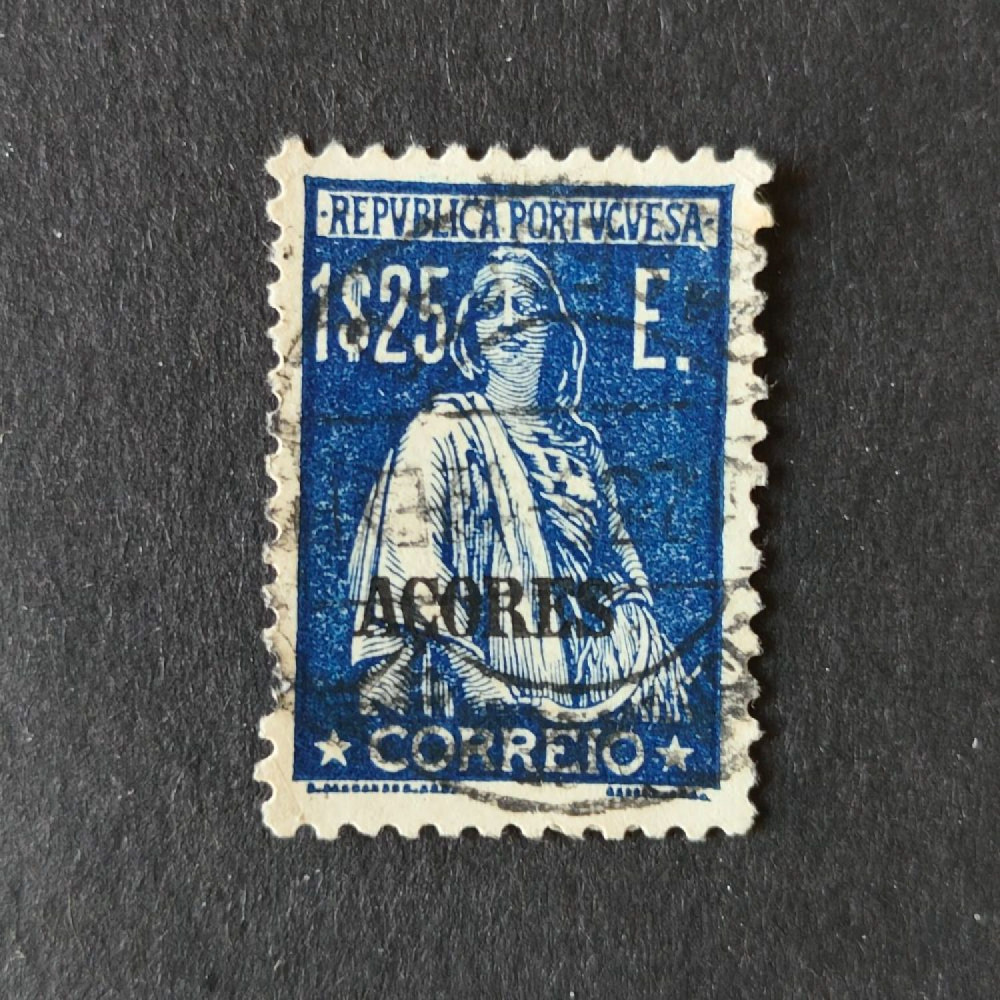 ·REPVBLICA PORTVGVESA·
1$25 E.
AÇORES
★ CORREIO ★